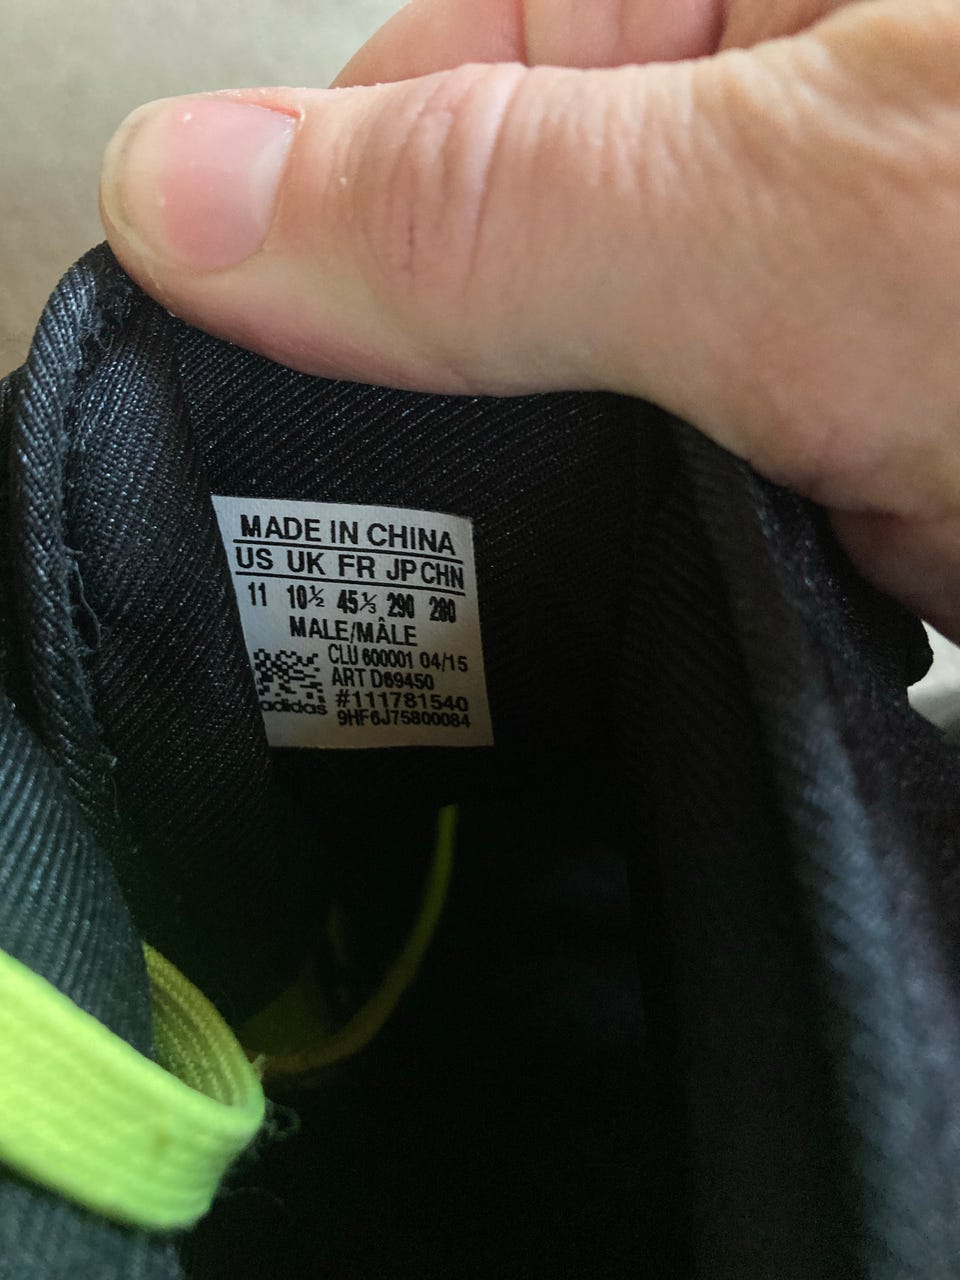 MADE IN CHINA
US UK FR JP CHN
11 10½ 45⅓ 290 280
MALE/MÂLE
CLU 600001 04/15
ART D69450
#111781540
adidas 9HF6J75800084